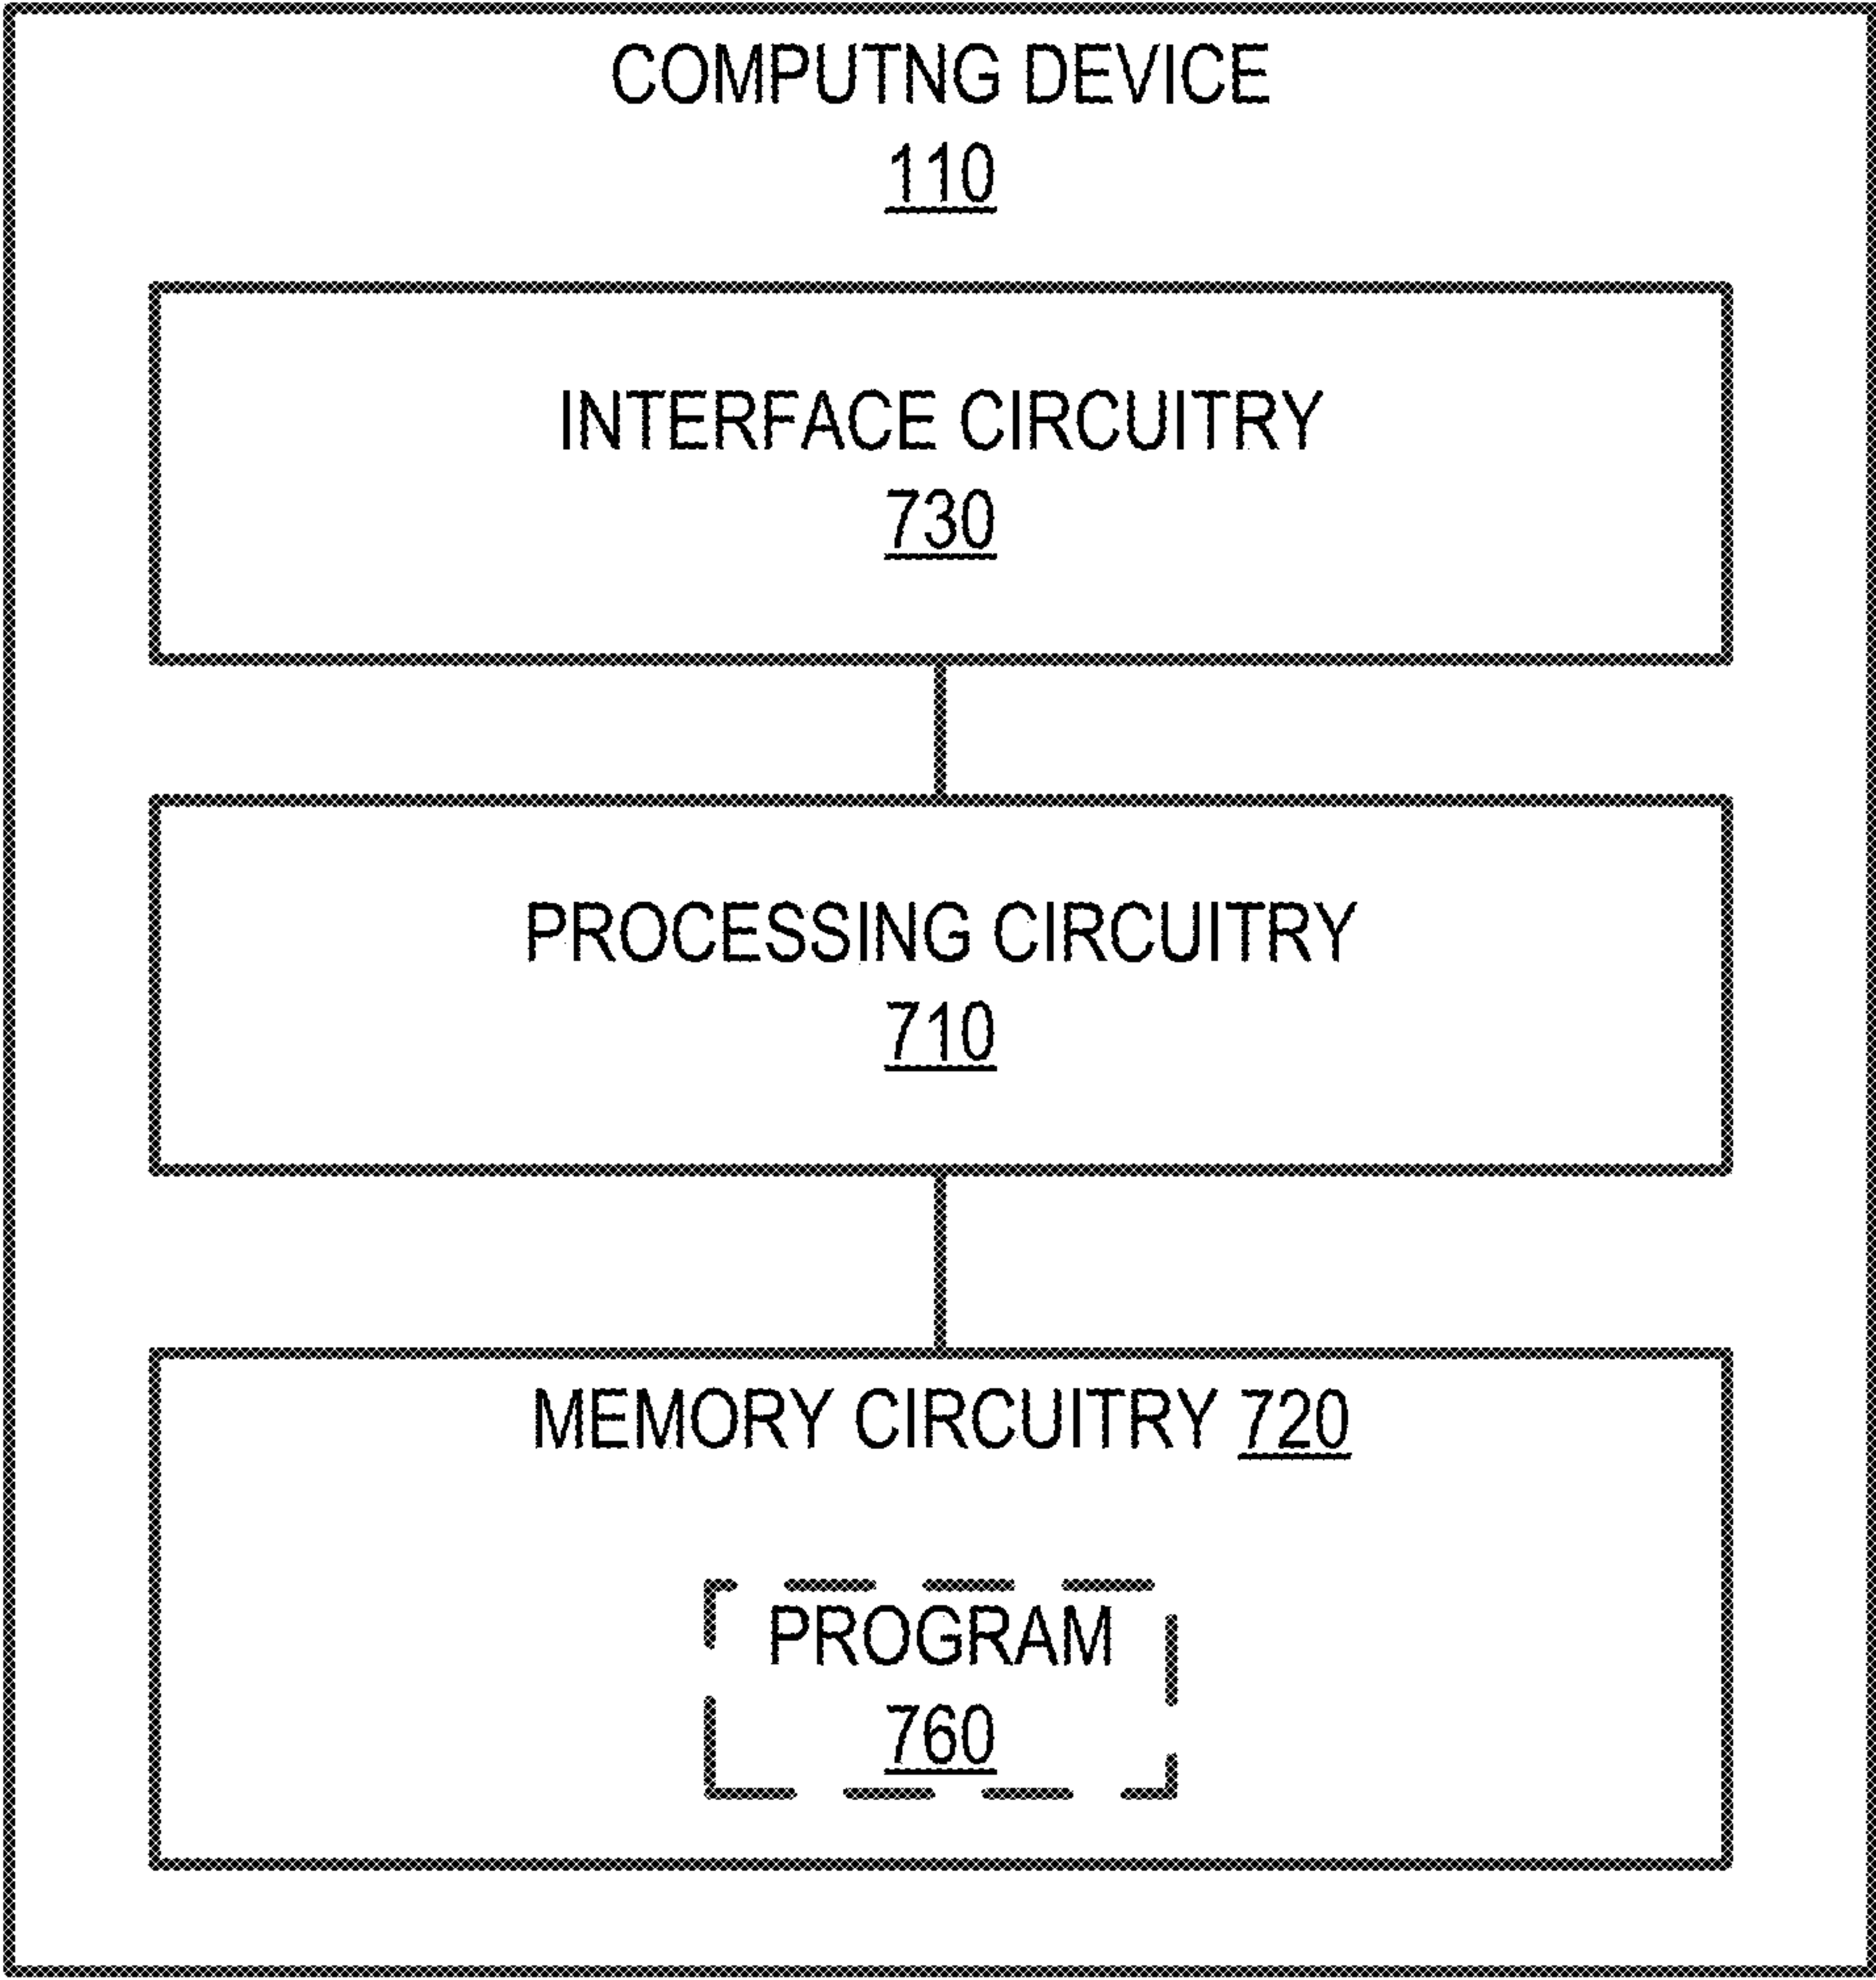 COMPUTNG DEVICE
110
INTERFACE CIRCUITRY
730
PROCESSING CIRCUITRY
710
MEMORY CIRCUITRY 720
PROGRAM
760